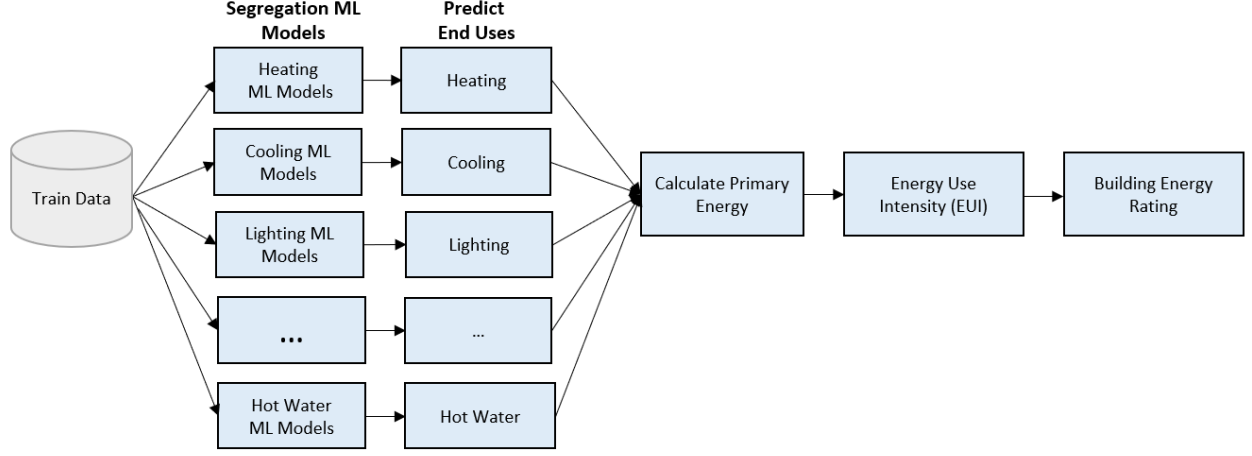 Segregation ML
Models
Predict
End Uses
Train Data
Heating
ML Models
Heating
Cooling ML
Models
Cooling
Lighting ML
Models
Lighting
...
...
Hot Water
ML Models
Hot Water
Calculate Primary
Energy
Energy Use
Intensity (EUI)
Building Energy
Rating